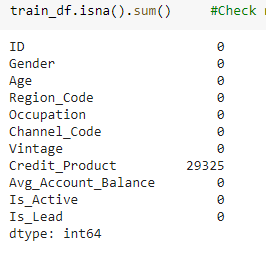 train_df.isna().sum() #Check
ID 0
Gender 0
Age 0
Region_Code 0
Occupation 0
Channel_Code 0
Vintage 0
Credit_Product 29325
Avg_Account_Balance 0
Is_Active 0
Is_Lead 0
dtype: int64